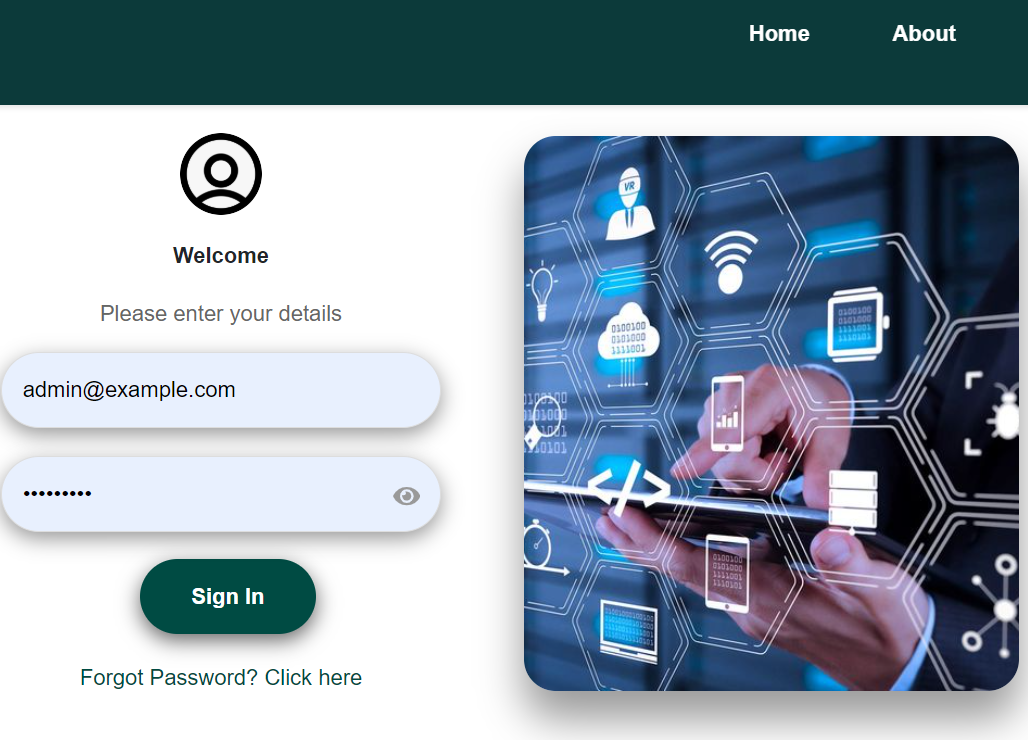 Home About
Welcome
Please enter your details
admin@example.com
•••••••••
Sign In
Forgot Password? Click here
VR
0100100
0101000
1111001